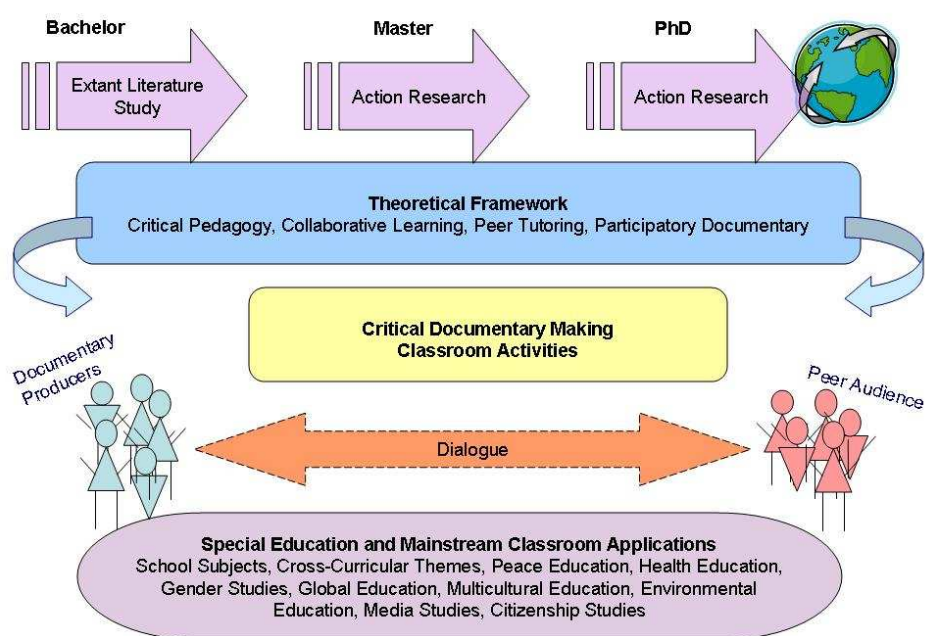 Bachelor
Master
PhD
Extant Literature
Study
Action Research
Action Research
Theoretical Framework
Critical Pedagogy, Collaborative Learning, Peer Tutoring, Participatory Documentary
Critical Documentary Making
Classroom Activities
Documentary
Producers
Peer Audience
Dialogue
Special Education and Mainstream Classroom Applications
School Subjects, Cross-Curricular Themes, Peace Education, Health Education,
Gender Studies, Global Education, Multicultural Education, Environmental
Education, Media Studies, Citizenship Studies